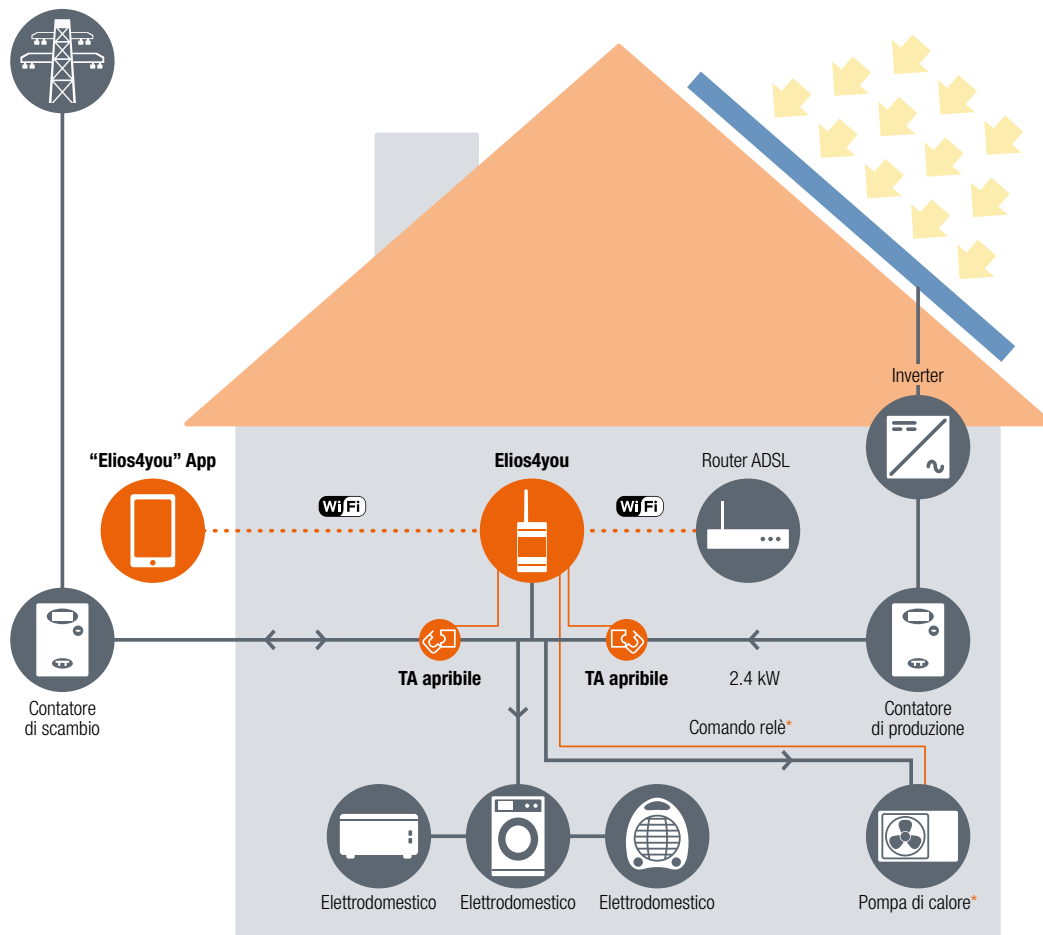 Inverter
“Elios4you” App
Elios4you
Router ADSL
WiFi
WiFi
TA apribile
TA apribile
2.4 kW
Contatore
di scambio
Contatore
di produzione
Comando relè*
Elettrodomestico
Elettrodomestico
Elettrodomestico
Pompa di calore*